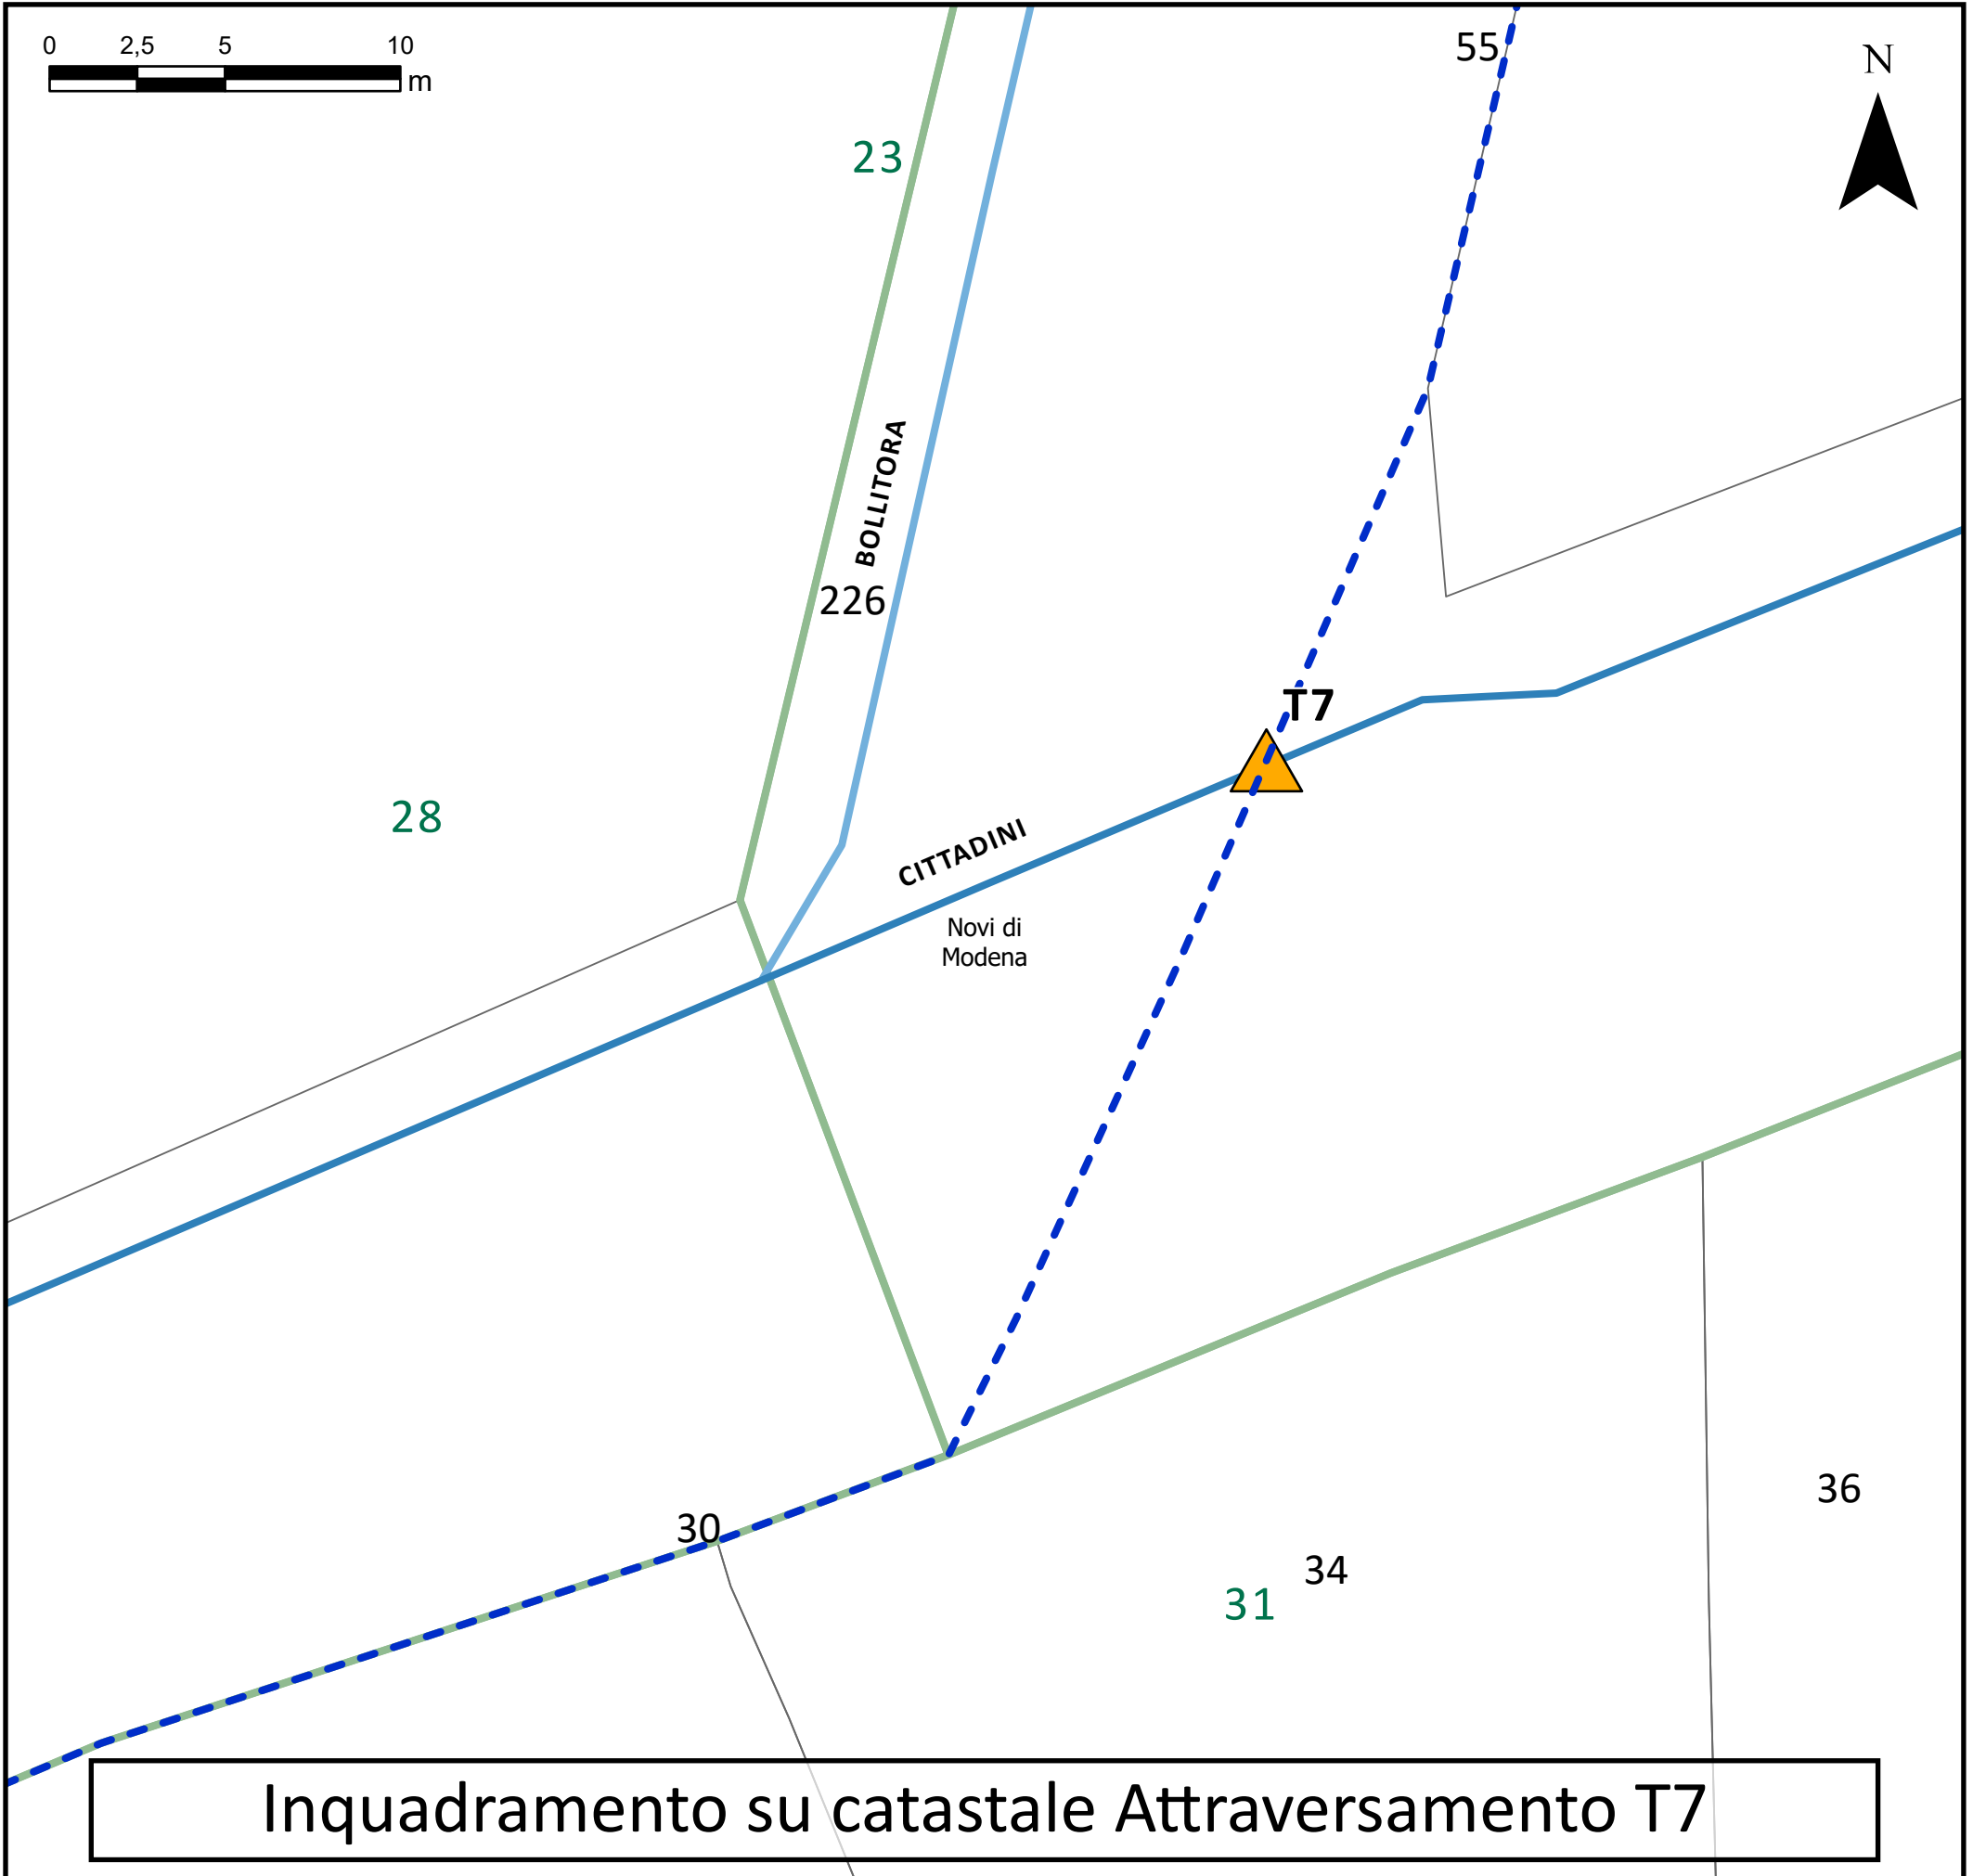 0 2,5 5 10
m
55
N
23
BOLLITORA
226
T7
28
CITTADINI
Novi di
Modena
36
30
34
31
Inquadramento su catastale Attraversamento T7